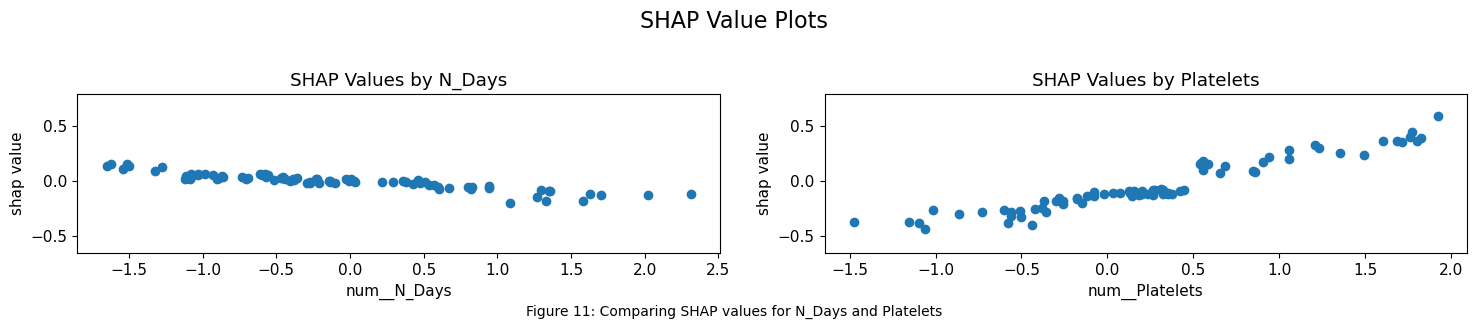 SHAP Value Plots
SHAP Values by N_Days
0.5
0.0
−0.5
shap value
−1.5 −1.0 −0.5 0.0 0.5 1.0 1.5 2.0 2.5
num__N_Days
SHAP Values by Platelets
0.5
0.0
−0.5
shap value
−1.5 −1.0 −0.5 0.0 0.5 1.0 1.5 2.0
num__Platelets
Figure 11: Comparing SHAP values for N_Days and Platelets